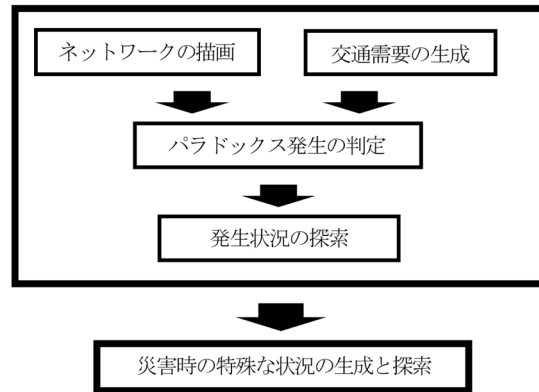 ネットワークの描画
交通需要の生成
パラドックス発生の判定
発生状況の探索
災害時の特殊な状況の生成と探索